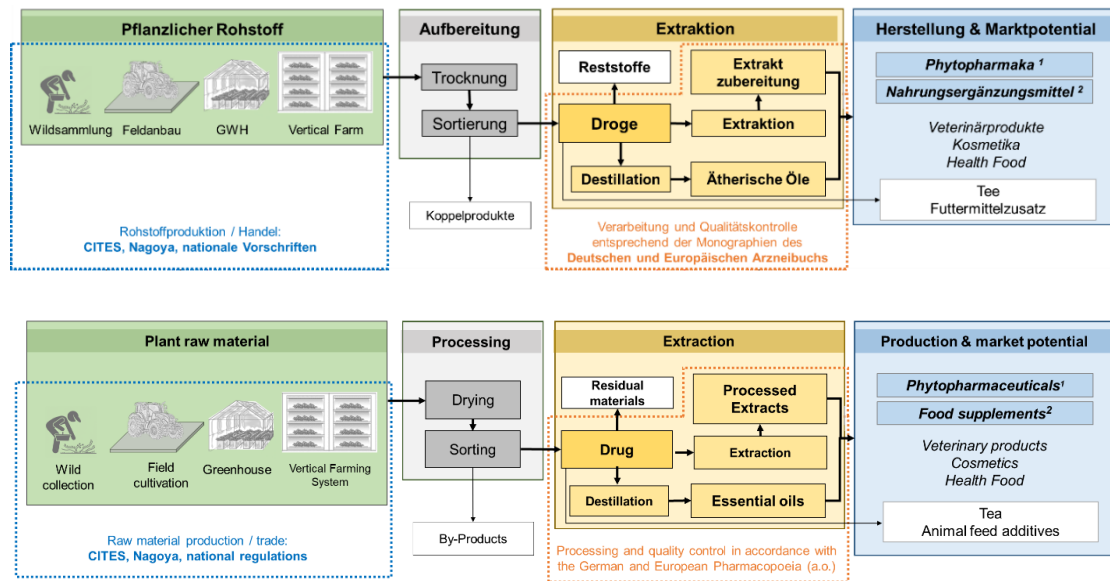 Pflanzlicher Rohstoff
Wildsammlung
Feldanbau
GWH
Vertical Farm
Rohstoffproduktion / Handel:
CITES, Nagoya, nationale Vorschriften
Aufbereitung
Trocknung
Sortierung
Koppelprodukte
Extraktion
Reststoffe
Extrakt
zubereitung
Droge
Extraktion
Destillation
Ätherische Öle
Verarbeitung und Qualitätskontrolle
entsprechend der Monographien des
Deutschen und Europäischen Arzneibuchs
Herstellung & Marktpotential
Phytopharmaka ¹
Nahrungsergänzungsmittel ²
Veterinärprodukte
Kosmetika
Health Food
Tee
Futtermittelzusatz
Plant raw material
Wild
collection
Field
cultivation
Greenhouse
Vertical Farming
System
Raw material production / trade:
CITES, Nagoya, national regulations
Processing
Drying
Sorting
By-Products
Extraction
Residual
materials
Processed
Extracts
Drug
Extraction
Destillation
Essential oils
Processing and quality control in accordance with
the German and European Pharmacopoeia (a.o.)
Production & market potential
Phytopharmaceuticals¹
Food supplements²
Veterinary products
Cosmetics
Health Food
Tea
Animal feed additives